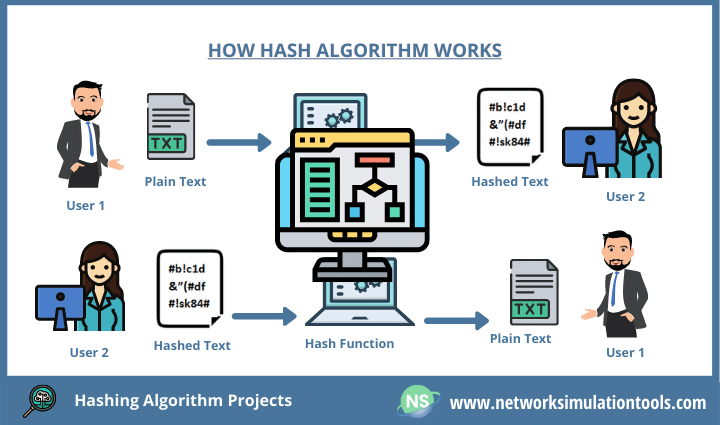 HOW HASH ALGORITHM WORKS
TXT
Plain Text
User 1
#b!c1d
&"(#df
#!sk84#
Hashed Text
User 2
#b!c1d
&"(#df
#!sk84#
User 2
Hashed Text
Hash Function
TXT
Plain Text
User 1
Hashing Algorithm Projects
NS
www.networksimulationtools.com